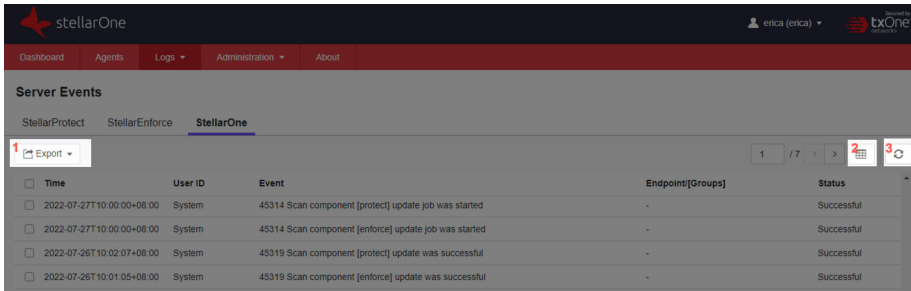 stellarOne
erica (erica)
Secured by
txOne
networks
Dashboard Agents Logs Administration About
Server Events
StellarProtect StellarEnforce StellarOne
1 Export 1 / 7 < > 2 3
Time User ID Event Endpoint/[Groups] Status
2022-07-27T10:00:00+08:00 System 45314 Scan component [protect] update job was started - Successful
2022-07-27T10:00:00+08:00 System 45314 Scan component [enforce] update job was started - Successful
2022-07-26T10:02:07+08:00 System 45319 Scan component [protect] update was successful - Successful
2022-07-26T10:01:05+08:00 System 45319 Scan component [enforce] update was successful - Successful